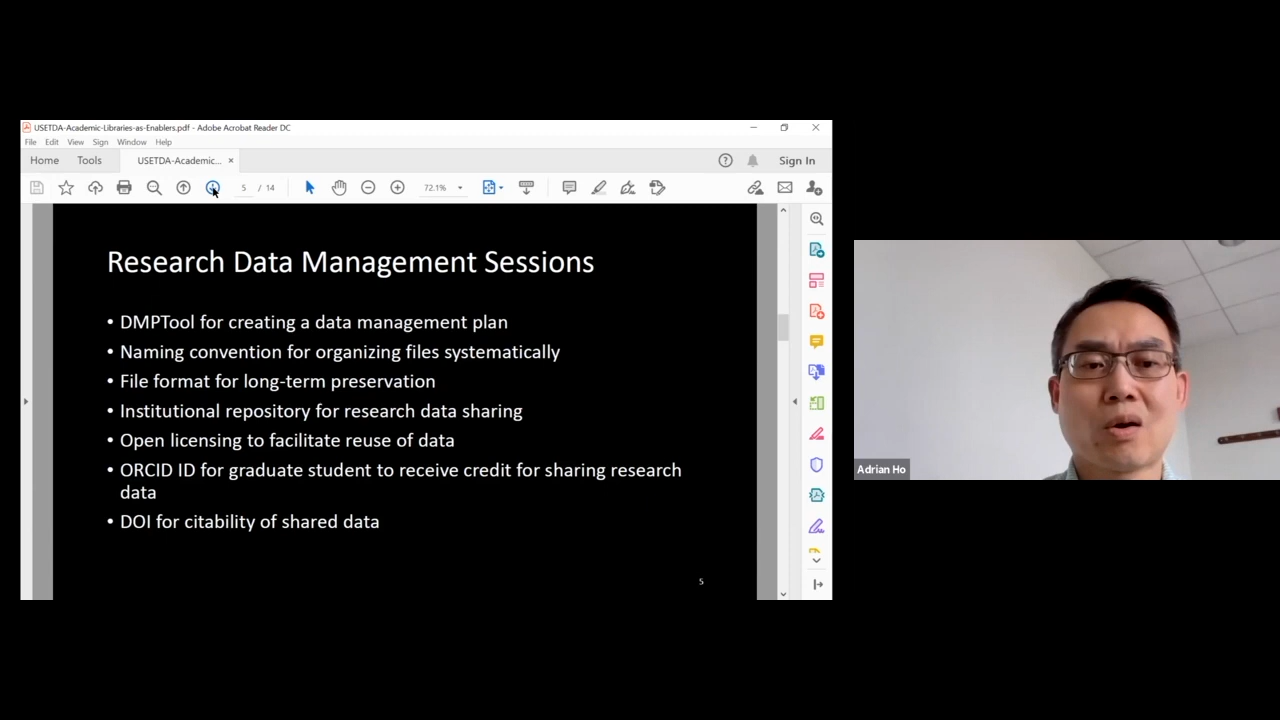 USETDA-Academic-Libraries-as-Enablers.pdf - Adobe Acrobat Reader DC
File Edit View Sign Window Help
Home Tools USETDA-Academic... × Sign In
5 / 14 72.1%
Research Data Management Sessions
• DMPTool for creating a data management plan
• Naming convention for organizing files systematically
• File format for long-term preservation
• Institutional repository for research data sharing
• Open licensing to facilitate reuse of data
• ORCID ID for graduate student to receive credit for sharing research
data
• DOI for citability of shared data
5
Adrian Ho